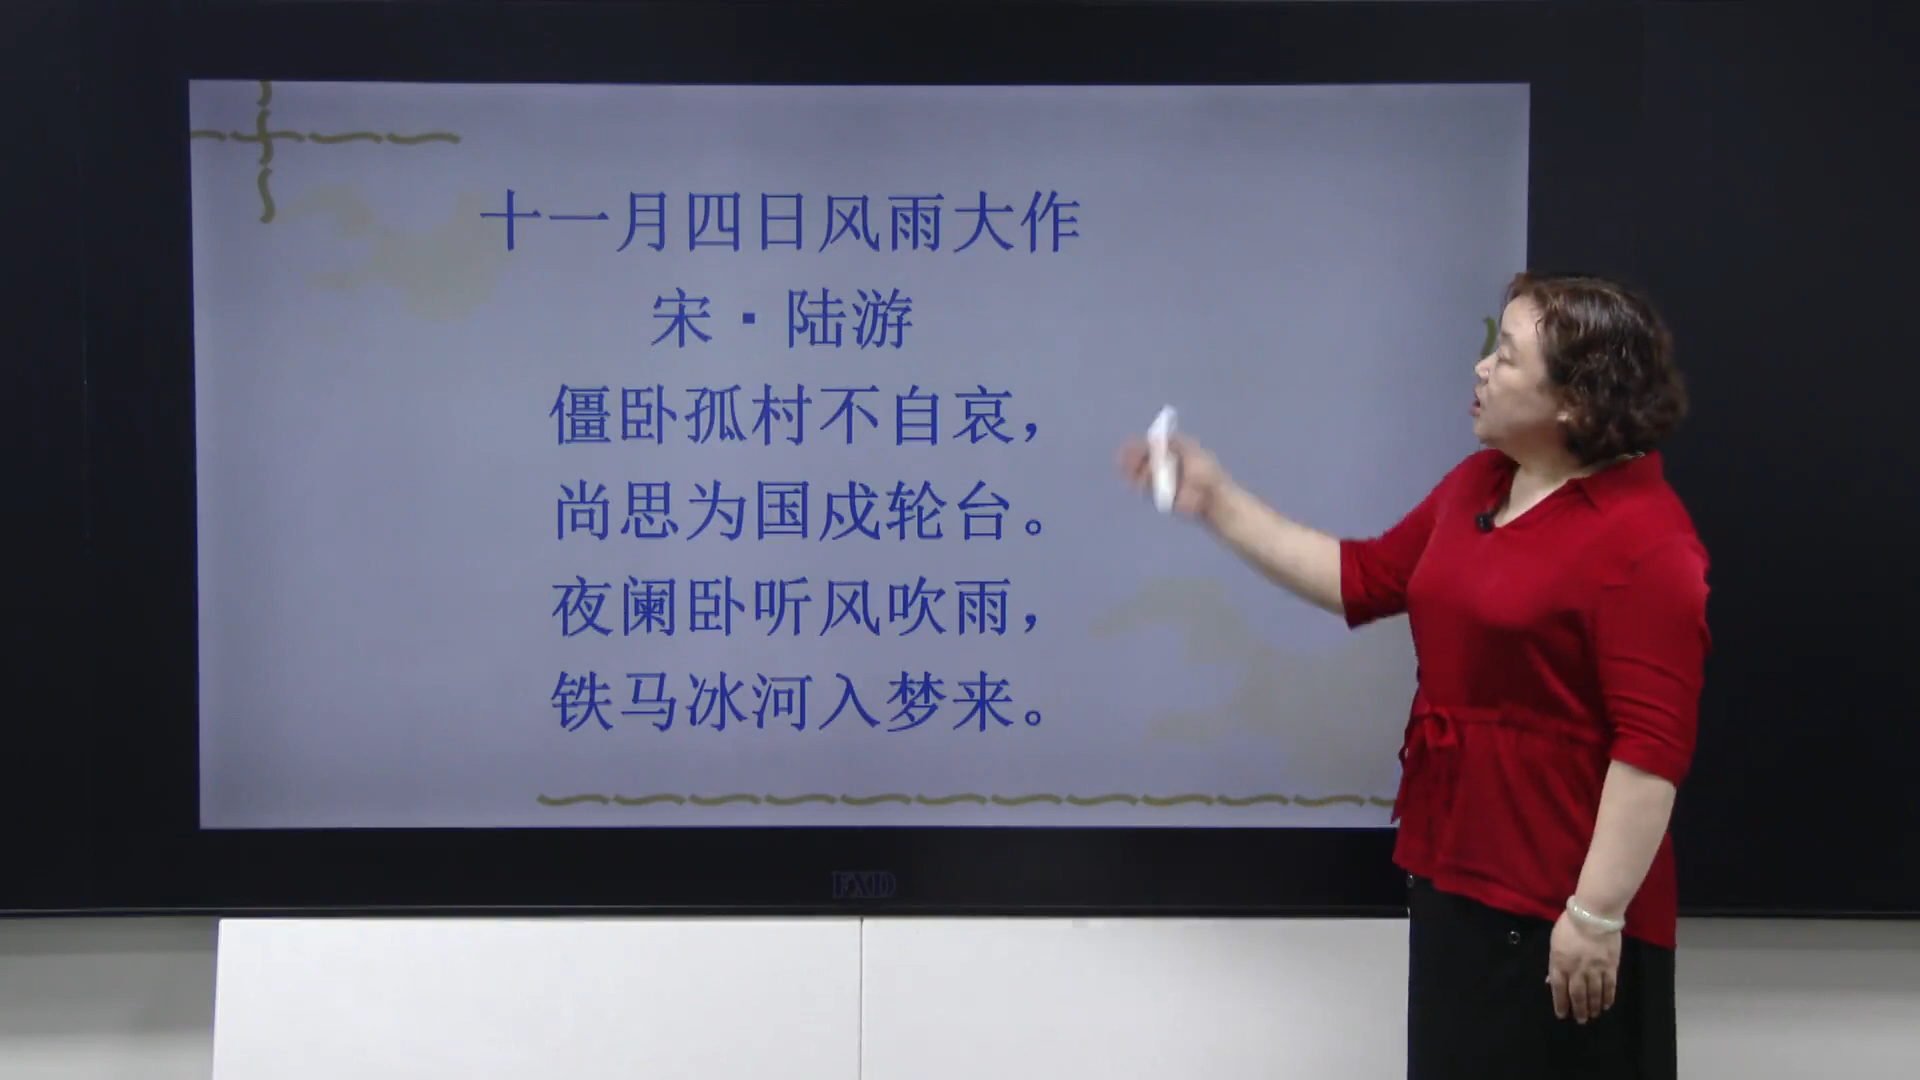 十一月四日风雨大作
宋·陆游
僵卧孤村不自哀，
尚思为国戍轮台。
夜阑卧听风吹雨，
铁马冰河入梦来。
EXD